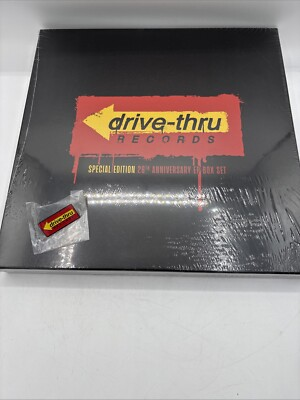 drive-thru
RECORDS
SPECIAL EDITION 20TH ANNIVERSARY LP BOX SET
drive-thru